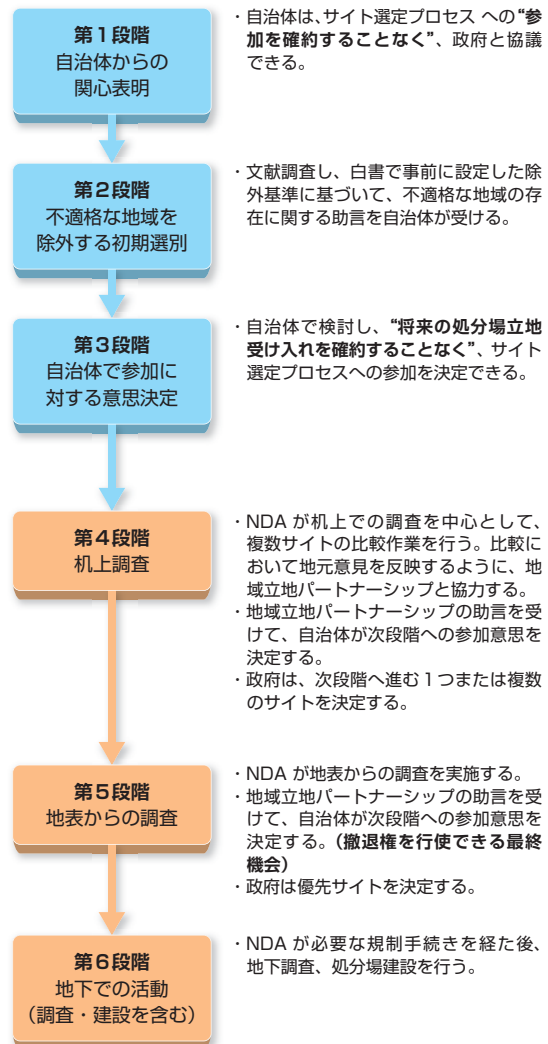 第1段階
自治体からの
関心表明
・自治体は、サイト選定プロセス への“参
加を確約することなく”、政府と協議
できる。
第2段階
不適格な地域を
除外する初期選別
・文献調査し、白書で事前に設定した除
外基準に基づいて、不適格な地域の存
在に関する助言を自治体が受ける。
第3段階
自治体で参加に
対する意思決定
・自治体で検討し、“将来の処分場立地
受け入れを確約することなく”、サイト
選定プロセスへの参加を決定できる。
第4段階
机上調査
・NDA が机上での調査を中心として、
複数サイトの比較作業を行う。比較に
おいて地元意見を反映するように、地
域立地パートナーシップと協力する。
・地域立地パートナーシップの助言を受
けて、自治体が次段階への参加意思を
決定する。
・政府は、次段階へ進む1つまたは複数
のサイトを決定する。
第5段階
地表からの調査
・NDA が地表からの調査を実施する。
・地域立地パートナーシップの助言を受
けて、自治体が次段階への参加意思を
決定する。(撤退権を行使できる最終
機会)
・政府は優先サイトを決定する。
第6段階
地下での活動
(調査・建設を含む)
・NDA が必要な規制手続きを経た後、
地下調査、処分場建設を行う。